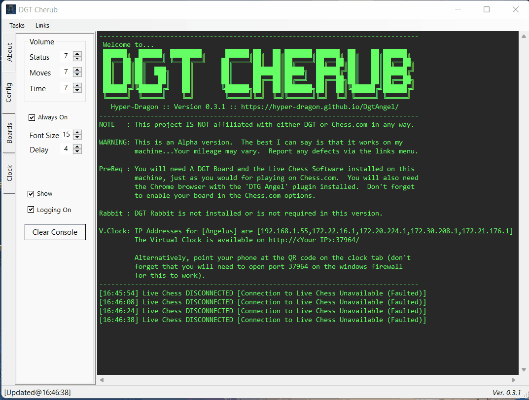 DGT Cherub
Tasks Links
About
Config
Boards
Clock
Volume
Status 7
Moves 7
Time 7
Always On
Font Size 15
Delay 4
Show
Logging On
Clear Console
Welcome to...
DGT CHERUB
Hyper-Dragon :: Version 0.3.1 :: https://hyper-dragon.github.io/DgtAngel/
NOTE : This project IS NOT affiliated with either DGT or Chess.com in any way.
WARNING: This is an Alpha version. The best I can say is that it works on my
machine...Your mileage may vary. Report any defects via the links menu.
PreReq : You will need A DGT Board and the Live Chess Software installed on this
machine, just as you would for playing on Chess.com. You will also need
the Chrome browser with the 'DTG Angel' plugin installed. Don't forget
to enable your board in the Chess.com options.
Rabbit : DGT Rabbit is not installed or is not required in this version.
V.Clock: IP Addresses for [Angelus] are [192.168.1.55,172.22.16.1,172.20.224.1,172.30.208.1,172.21.176.1]
The Virtual Clock is available on http://<Your IP>:37964/
Alternatively, point your phone at the QR code on the clock tab (don't
forget that you will need to open port 37964 on the windows firewall
for this to work).
[16:45:54] Live Chess DISCONNECTED [Connection to Live Chess Unavailable (Faulted)]
[16:46:08] Live Chess DISCONNECTED [Connection to Live Chess Unavailable (Faulted)]
[16:46:24] Live Chess DISCONNECTED [Connection to Live Chess Unavailable (Faulted)]
[16:46:38] Live Chess DISCONNECTED [Connection to Live Chess Unavailable (Faulted)]
[Updated@16:46:38] Ver. 0.3.1